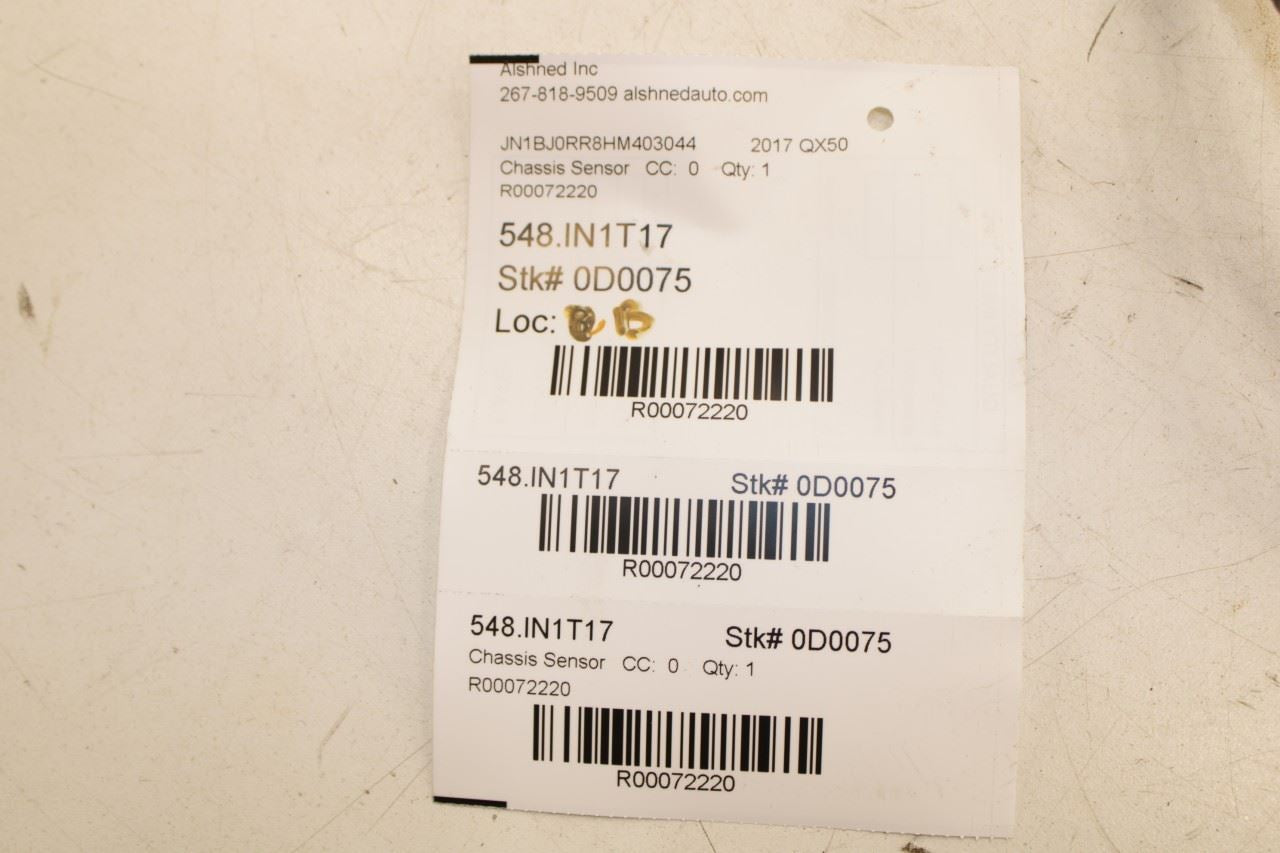 Alshned Inc
267-818-9509 alshnedauto.com
JN1BJ0RR8HM403044 2017 QX50
Chassis Sensor CC: 0 Qty: 1
R00072220
548.IN1T17
Stk# 0D0075
Loc:
R00072220
548.IN1T17 Stk# 0D0075
R00072220
548.IN1T17 Stk# 0D0075
Chassis Sensor CC: 0 Qty: 1
R00072220
R00072220